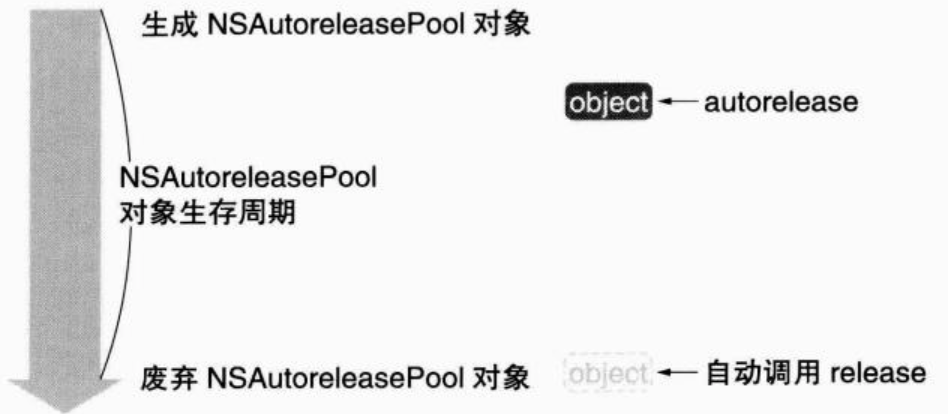 生成 NSAutoreleasePool 对象
object autorelease
NSAutoreleasePool
对象生存周期
废弃 NSAutoreleasePool 对象 object 自动调用 release